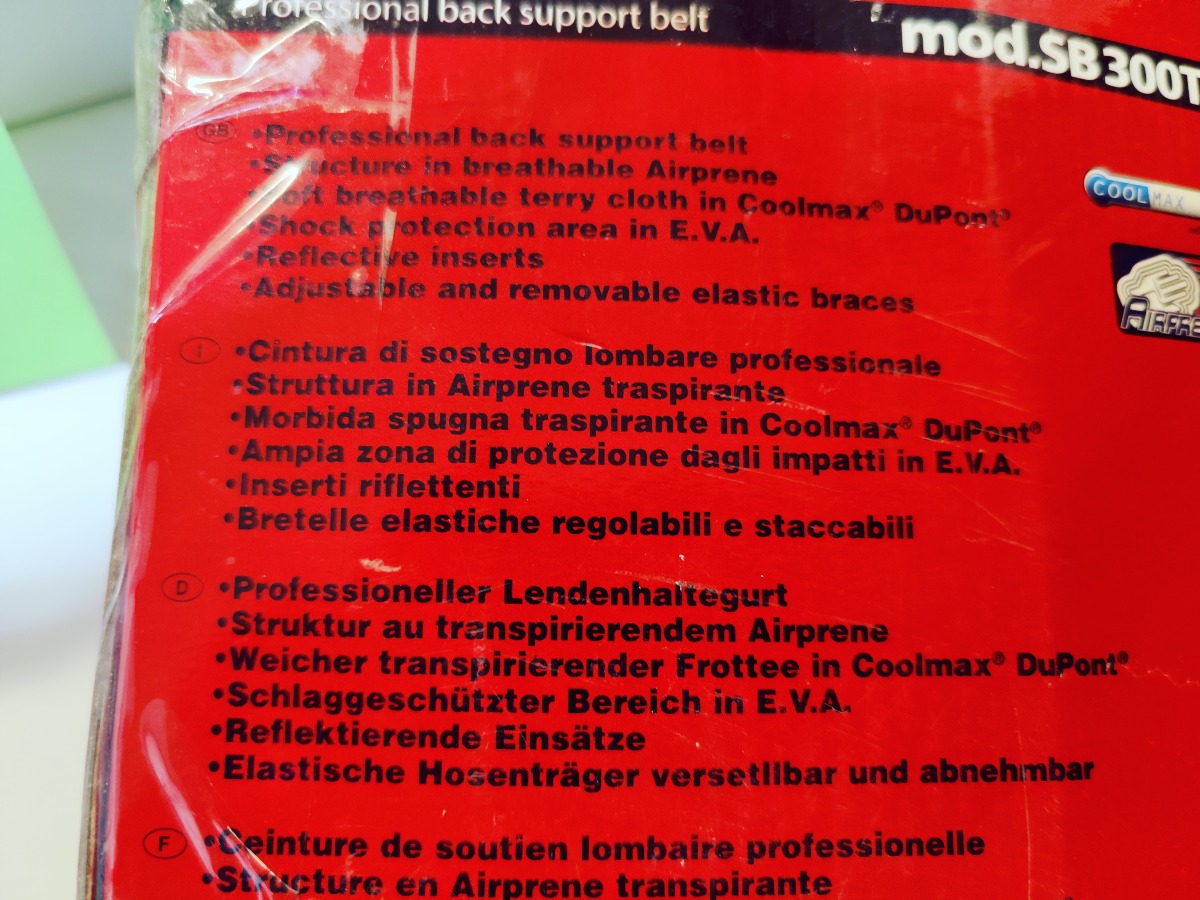 Professional back support belt
mod.SB300T
GB •Professional back support belt
•Structure in breathable Airprene
•Soft breathable terry cloth in Coolmax® DuPont®
•Shock protection area in E.V.A.
•Reflective inserts
•Adjustable and removable elastic braces
COOLMAX
I •Cintura di sostegno lombare professionale
•Struttura in Airprene traspirante
•Morbida spugna traspirante in Coolmax® DuPont®
•Ampia zona di protezione dagli impatti in E.V.A.
•Inserti riflettenti
•Bretelle elastiche regolabili e staccabili
D •Professioneller Lendenhaltegurt
•Struktur au transpirierendem Airprene
•Weicher transpirierender Frottee in Coolmax® DuPont®
•Schlaggeschützter Bereich in E.V.A.
•Reflektierende Einsätze
•Elastische Hosenträger versetllbar und abnehmbar
F •Ceinture de soutien lombaire professionelle
•Structure en Airprene transpirante